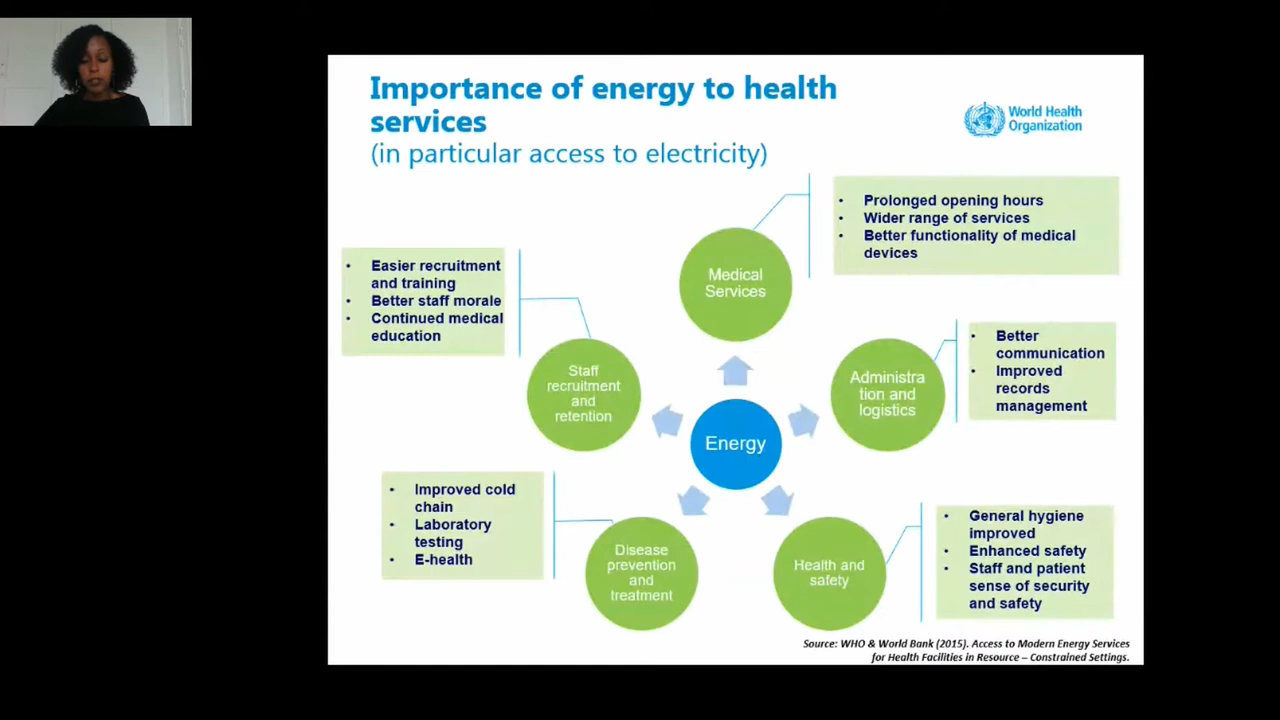 Importance of energy to health
services
(in particular access to electricity)
World Health
Organization
• Prolonged opening hours
• Wider range of services
• Better functionality of medical
devices
Medical
Services
• Easier recruitment
and training
• Better staff morale
• Continued medical
education
Staff
recruitment
and
retention
• Better
communication
• Improved
records
management
Administra
tion and
logistics
Energy
• Improved cold
chain
• Laboratory
testing
• E-health
Disease
prevention
and
treatment
• General hygiene
improved
• Enhanced safety
• Staff and patient
sense of security
and safety
Health and
safety
Source: WHO & World Bank (2015). Access to Modern Energy Services
for Health Facilities in Resource – Constrained Settings.